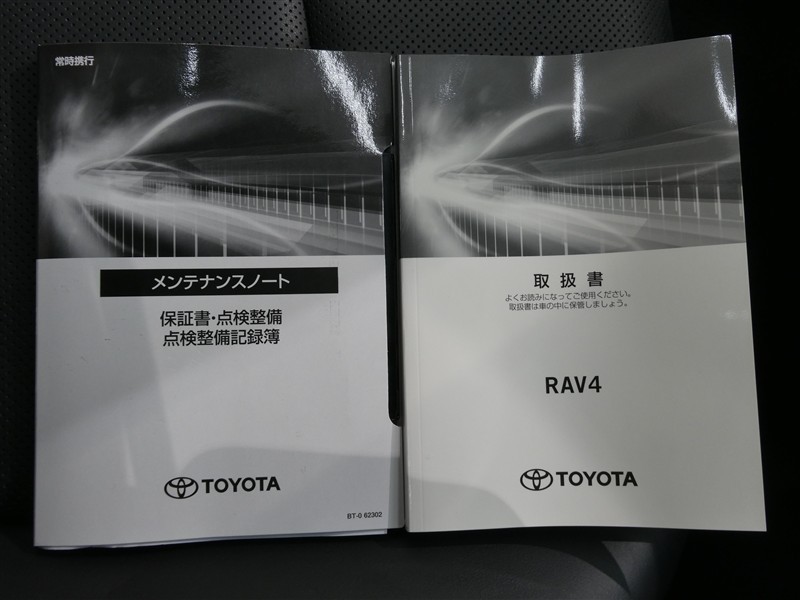 常時携行
メンテナンスノート
保証書・点検整備
点検整備記録簿
TOYOTA
BT-0 62302
取扱書
よくお読みになってご使用ください。
取扱書は車の中に保管しましょう。
RAV4
TOYOTA